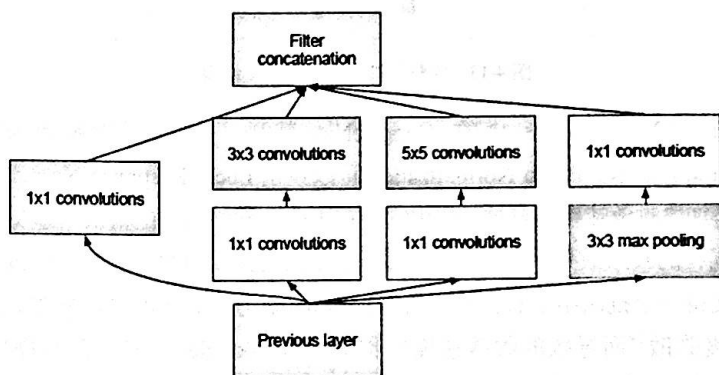 Filter
concatenation
3x3 convolutions
5x5 convolutions
1x1 convolutions
1x1 convolutions
1x1 convolutions
1x1 convolutions
3x3 max pooling
Previous layer